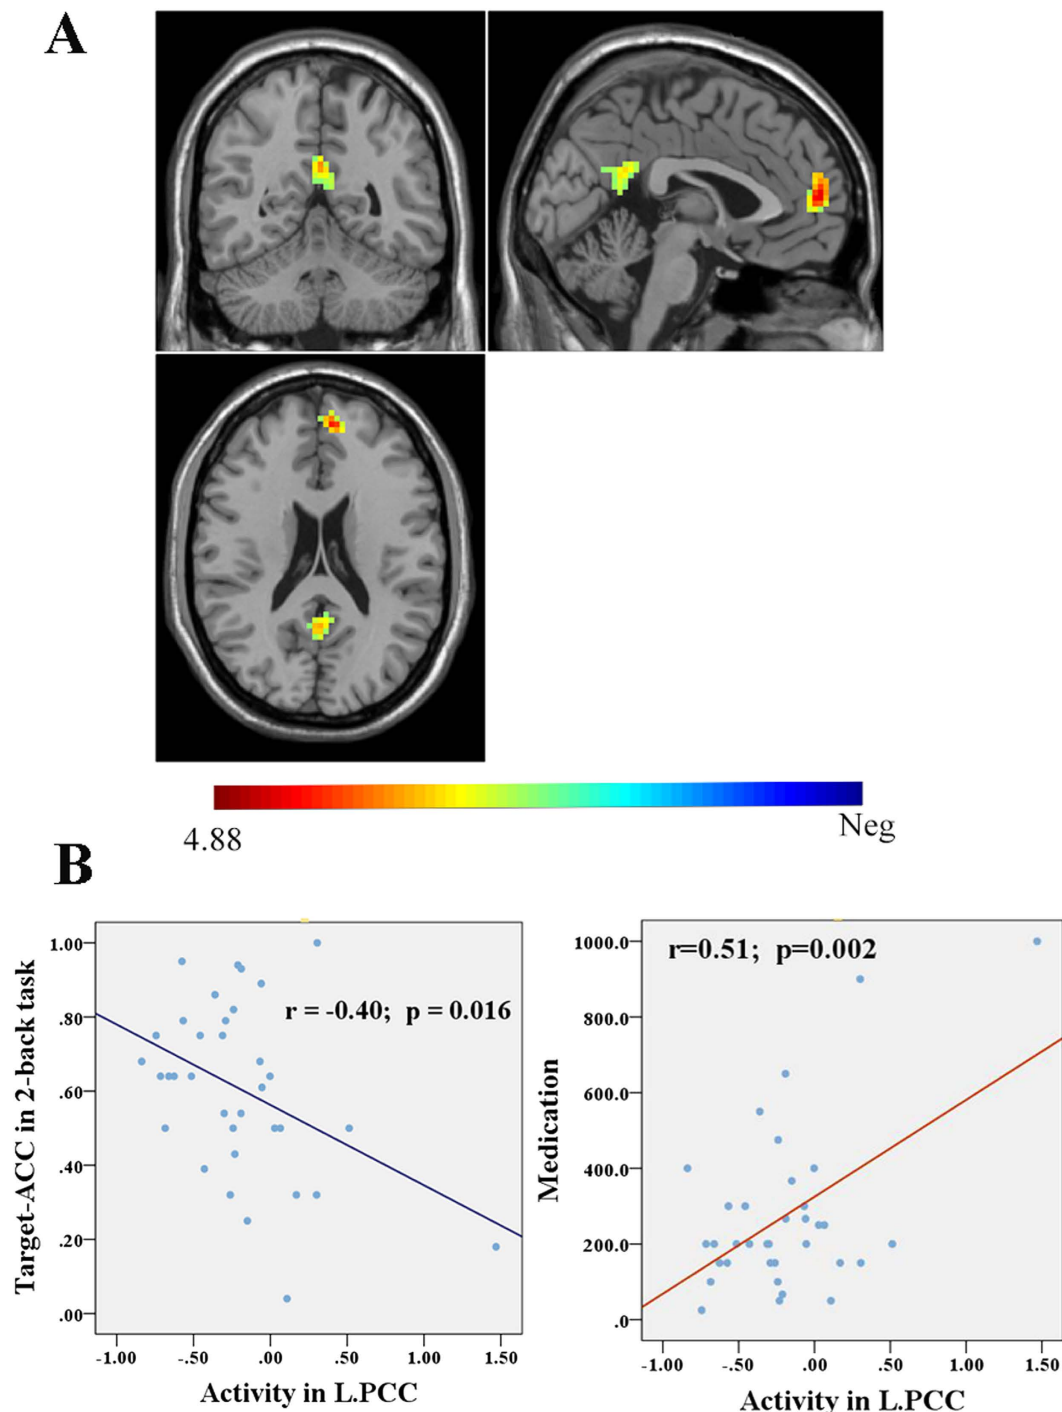 A
4.88
Neg
B
Target-ACC in 2-back task
1.00
.80
.60
.40
.20
.00
r = -0.40; p = 0.016
-1.00 -.50 .00 .50 1.00 1.50
Activity in L.PCC
Medication
1000.0
800.0
600.0
400.0
200.0
.0
r=0.51; p=0.002
-1.00 -.50 .00 .50 1.00 1.50
Activity in L.PCC